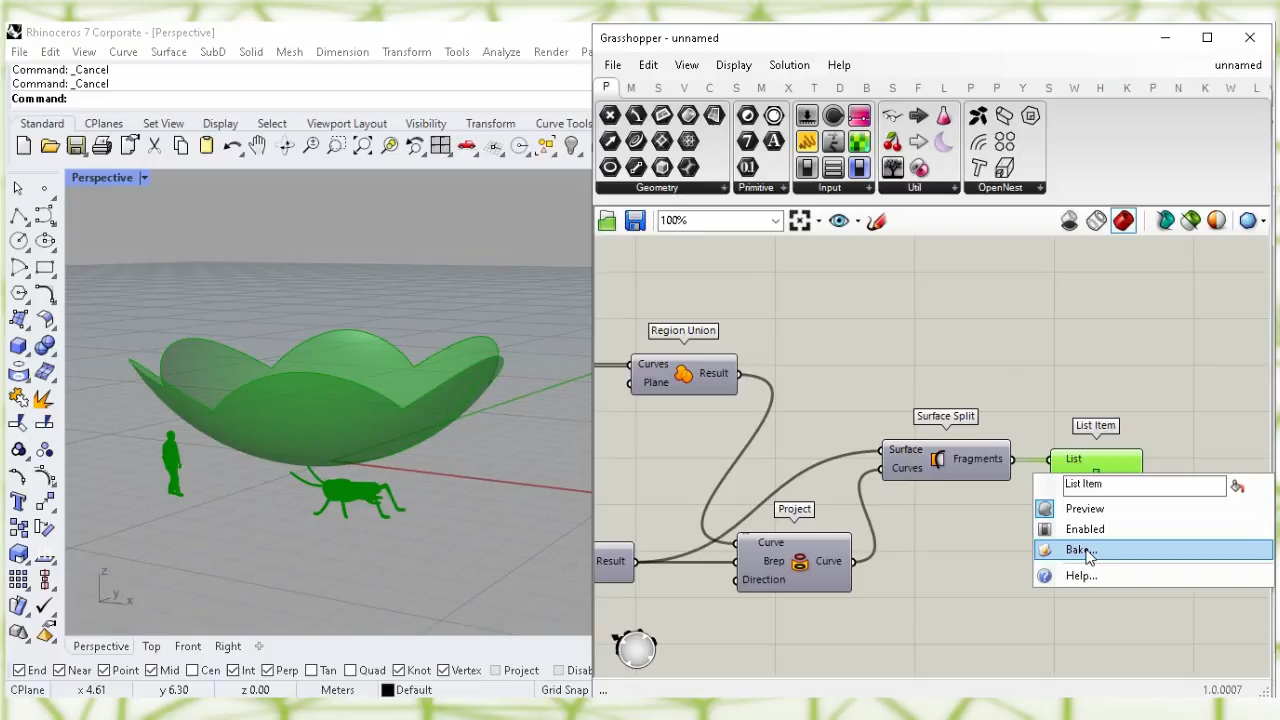 Rhinoceros 7 Corporate - [Perspective]
File Edit View Curve Surface SubD Solid Mesh Dimension Transform Tools Analyze Render
Command: _Cancel
Command: _Cancel
Command:
Standard CPlanes Set View Display Select Viewport Layout Visibility Transform Curve Tools
Perspective
z
y
x
Perspective Top Front Right
End Near Point Mid Cen Int Perp Tan Quad Knot Vertex Project
CPlane x 4.61 y 6.30 z 0.00 Meters Default Grid Snap
Grasshopper - unnamed
File Edit View Display Solution Help unnamed
P M S V C S M X T D B S F L P P D S W H K P N K W L
Geometry Primitive Input Util OpenNest
100%
Region Union
Curves
Plane
Result
Surface Split
Surface
Curves
Fragments
List Item
List
List Item
Preview
Enabled
Help...
Project
Curve
Brep
Direction
Curve
Result
... 1.0.0007